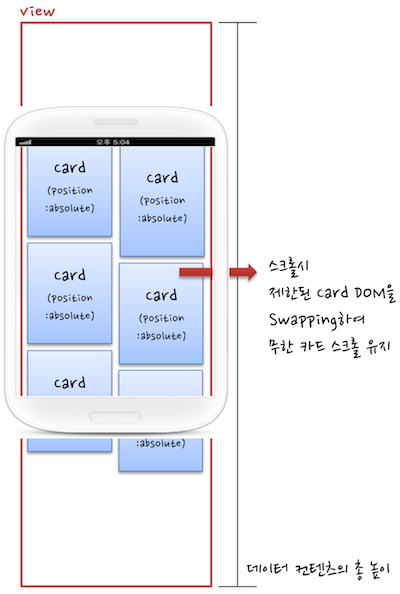 view
오후 5:04
card
(position
:absolute)
card
(position
:absolute)
card
(position
:absolute)
card
(position
:absolute)
card
:absolute)
:absolute)
스크롤시
제한된 card DOM을
Swapping하여
무한 카드 스크롤 유지
데이터 컨텐츠의 총 높이